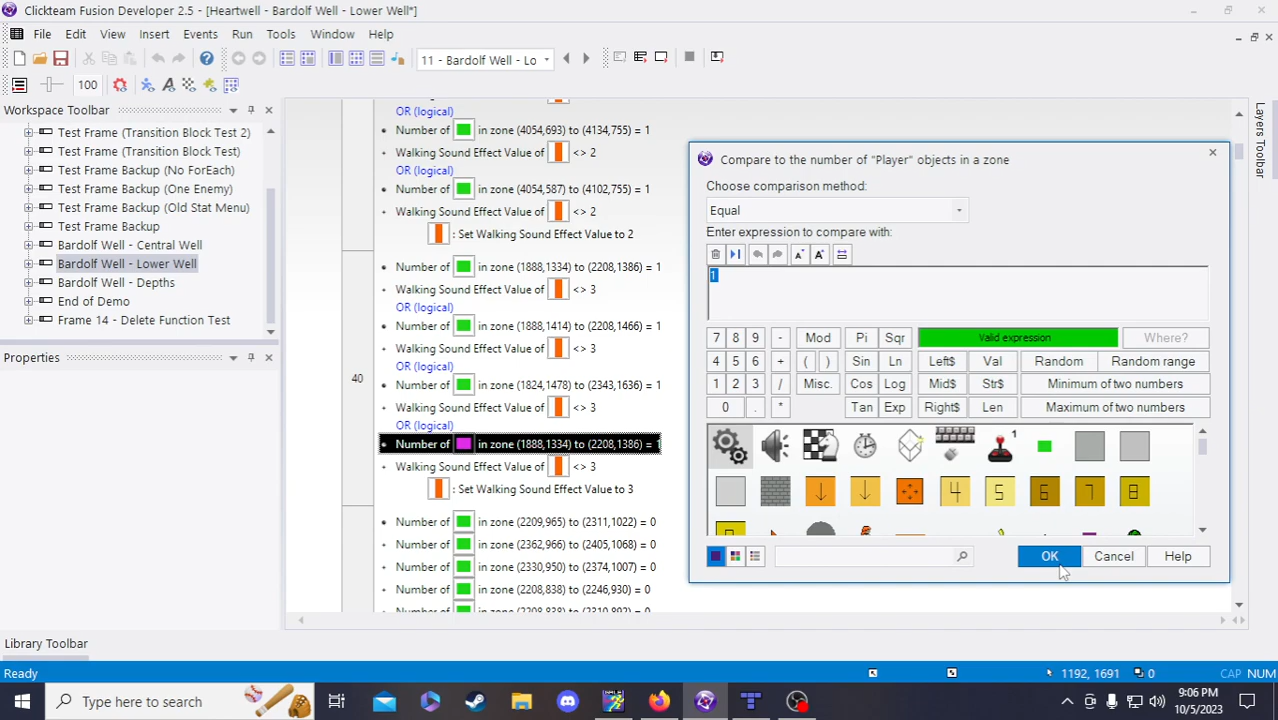 Clickteam Fusion Developer 2.5 - [Heartwell - Bardolf Well - Lower Well*]
File Edit View Insert Events Run Tools Window Help
11 - Bardolf Well - Lo
100
Workspace Toolbar
Test Frame (Transition Block Test 2)
Test Frame (Transition Block Test)
Test Frame Backup (No ForEach)
Test Frame Backup (One Enemy)
Test Frame Backup (Old Stat Menu)
Test Frame Backup
Bardolf Well - Central Well
Bardolf Well - Lower Well
Bardolf Well - Depths
End of Demo
Frame 14 - Delete Function Test
Properties
Library Toolbar
OR (logical)
Number of in zone (4054,693) to (4134,755) = 1
Walking Sound Effect Value of <> 2
OR (logical)
Number of in zone (4054,587) to (4102,755) = 1
Walking Sound Effect Value of <> 2
: Set Walking Sound Effect Value to 2
40
Number of in zone (1888,1334) to (2208,1386) = 1
Walking Sound Effect Value of <> 3
OR (logical)
Number of in zone (1888,1414) to (2208,1466) = 1
Walking Sound Effect Value of <> 3
OR (logical)
Number of in zone (1824,1478) to (2343,1636) = 1
Walking Sound Effect Value of <> 3
OR (logical)
Number of in zone (1888,1334) to (2208,1386) = 1
Walking Sound Effect Value of <> 3
: Set Walking Sound Effect Value to 3
Number of in zone (2209,965) to (2311,1022) = 0
Number of in zone (2362,966) to (2405,1068) = 0
Number of in zone (2330,950) to (2374,1007) = 0
Number of in zone (2208,838) to (2246,930) = 0
Number of in zone (2208,838) to (2310,892) = 0
Compare to the number of "Player" objects in a zone
Choose comparison method:
Equal
Enter expression to compare with:
1
7 8 9 - Mod Pi Sqr Valid expression Where?
4 5 6 + ( ) Sin Ln Left$ Val Random Random range
1 2 3 / Misc. Cos Log Mid$ Str$ Minimum of two numbers
0 . * Tan Exp Right$ Len Maximum of two numbers
1
4 5 6 7 8
OK Cancel Help
Layers Toolbar
Ready
1192, 1691
0
CAP NUM
Type here to search
9:06 PM
10/5/2023